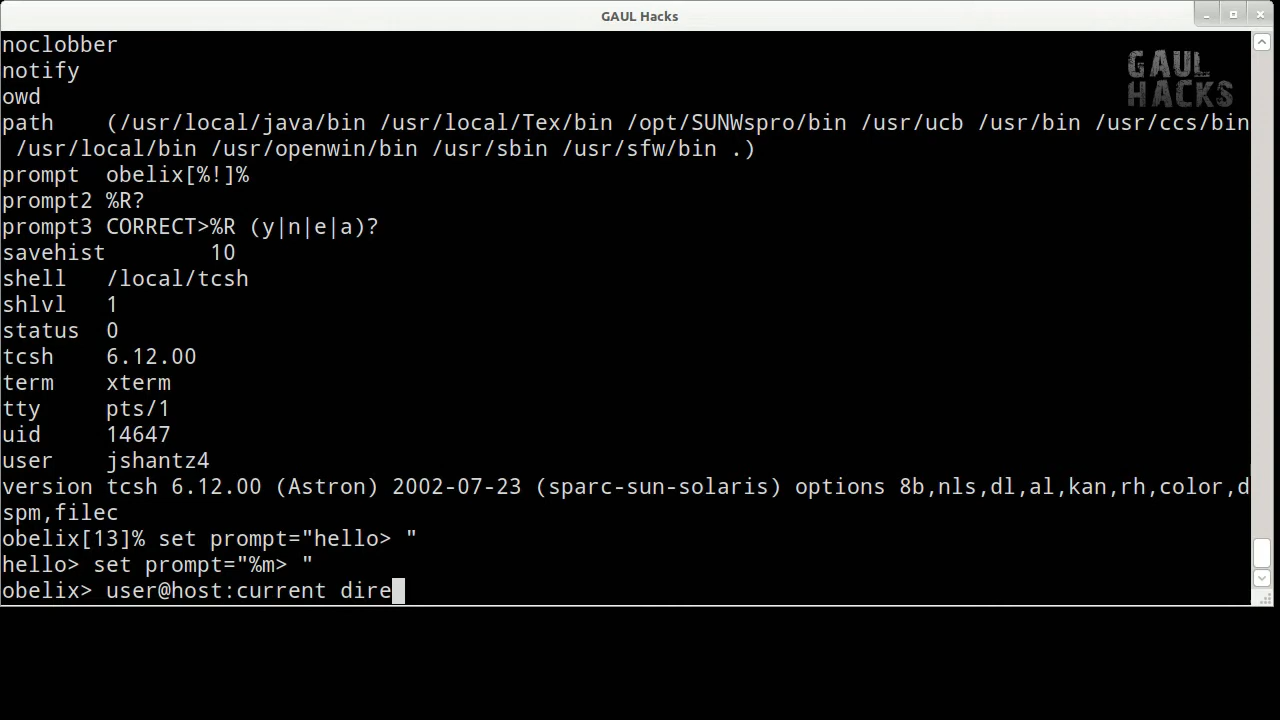 GAUL Hacks
noclobber
notify
owd
path    (/usr/local/java/bin /usr/local/Tex/bin /opt/SUNWspro/bin /usr/ucb /usr/bin /usr/ccs/bin
 /usr/local/bin /usr/openwin/bin /usr/sbin /usr/sfw/bin .)
prompt  obelix[%!]%
prompt2 %R?
prompt3 CORRECT>%R (y|n|e|a)?
savehist        10
shell   /local/tcsh
shlvl   1
status  0
tcsh    6.12.00
term    xterm
tty     pts/1
uid     14647
user    jshantz4
version tcsh 6.12.00 (Astron) 2002-07-23 (sparc-sun-solaris) options 8b,nls,dl,al,kan,rh,color,d
spm,filec
obelix[13]% set prompt="hello> "
hello> set prompt="%m> "
obelix> user@host:current dire
GAUL
HACKS